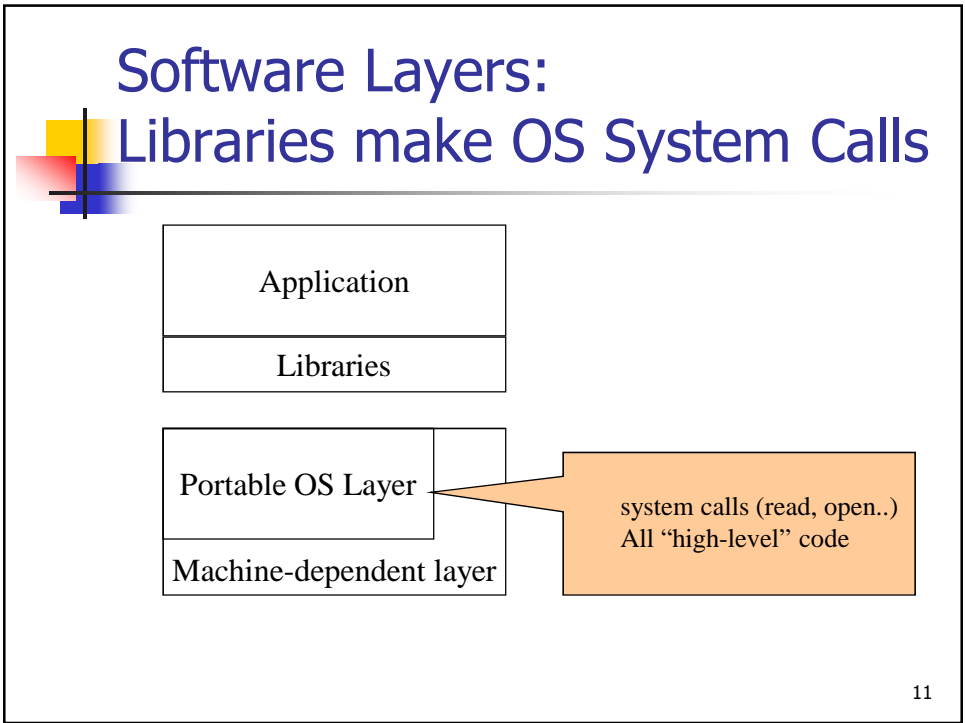 Software Layers:
Libraries make OS System Calls
Application
Libraries
Portable OS Layer
Machine-dependent layer
system calls (read, open..)
All “high-level” code
11